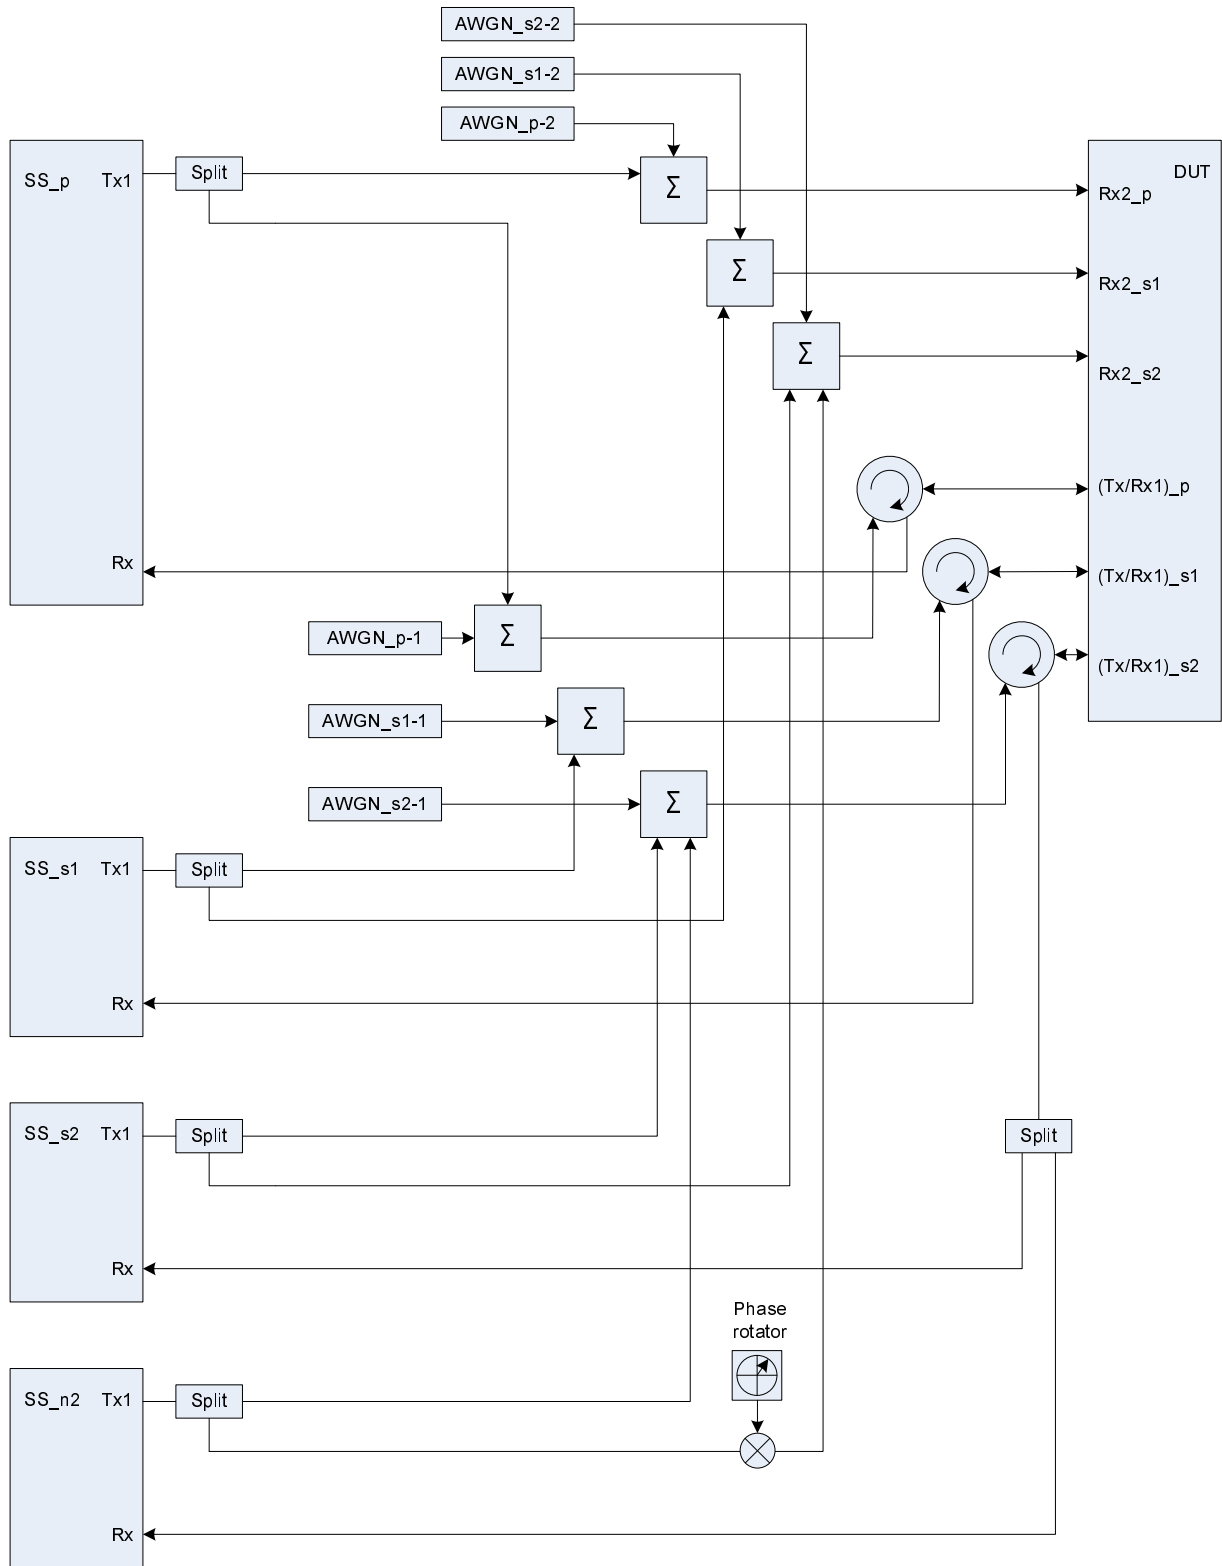 AWGN_s2-2
AWGN_s1-2
AWGN_p-2
SS_p Tx1
Split
Σ
DUT
Rx2_p
Σ
Rx2_s1
Σ
Rx2_s2
(Tx/Rx1)_p
Rx
(Tx/Rx1)_s1
AWGN_p-1
Σ
(Tx/Rx1)_s2
AWGN_s1-1
Σ
AWGN_s2-1
Σ
SS_s1 Tx1
Split
Rx
SS_s2 Tx1
Split
Split
Rx
Phase
rotator
SS_n2 Tx1
Split
Rx